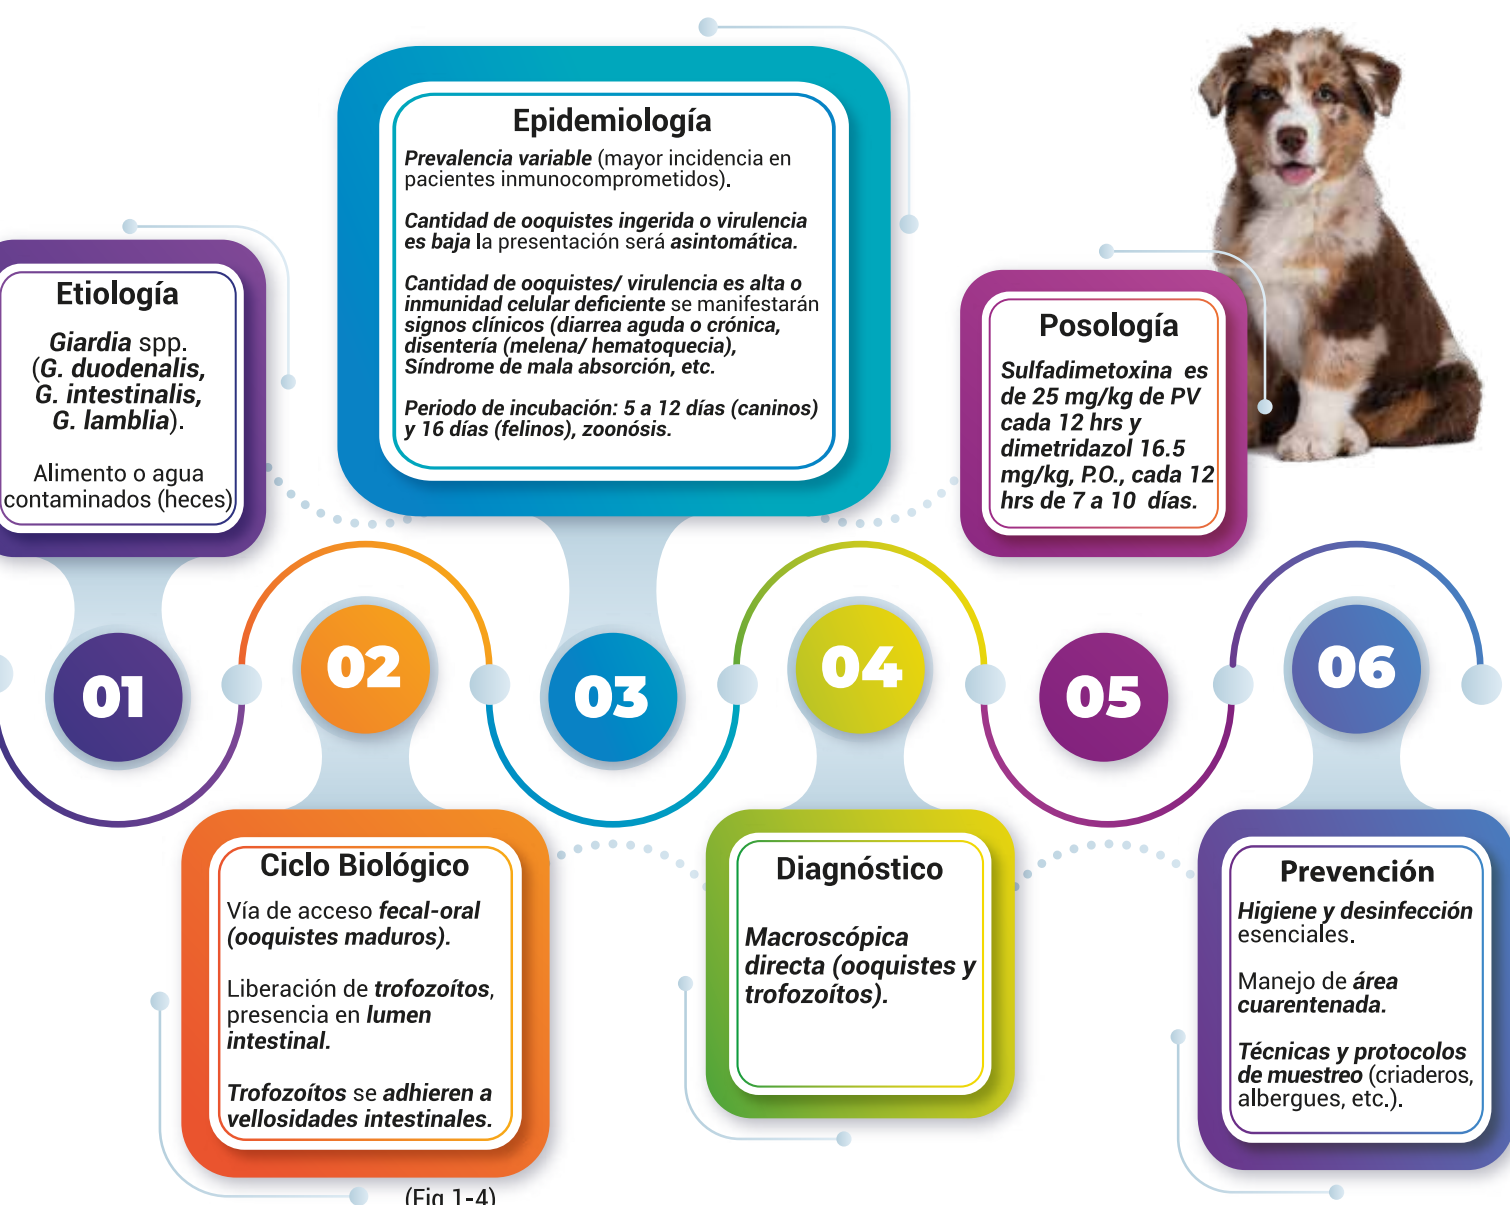 Etiología
Giardia spp.
(G. duodenalis,
G. intestinalis,
G. lamblia).
Alimento o agua
contaminados (heces)
01
Ciclo Biológico
Vía de acceso fecal-oral
(ooquistes maduros).
Liberación de trofozoítos,
presencia en lumen
intestinal.
Trofozoítos se adhieren a
vellosidades intestinales.
02
(Fig 1-4)
Epidemiología
Prevalencia variable (mayor incidencia en
pacientes inmunocomprometidos).
Cantidad de ooquistes ingerida o virulencia
es baja la presentación será asintomática.
Cantidad de ooquistes/ virulencia es alta o
inmunidad celular deficiente se manifestarán
signos clínicos (diarrea aguda o crónica,
disentería (melena/ hematoquecia),
Síndrome de mala absorción, etc.
Periodo de incubación: 5 a 12 días (caninos)
y 16 días (felinos), zoonósis.
03
Diagnóstico
Macroscópica
directa (ooquistes y
trofozoítos).
04
Posología
Sulfadimetoxina es
de 25 mg/kg de PV
cada 12 hrs y
dimetridazol 16.5
mg/kg, P.O., cada 12
hrs de 7 a 10 días.
05
Prevención
Higiene y desinfección
esenciales.
Manejo de área
cuarentenada.
Técnicas y protocolos
de muestreo (criaderos,
albergues, etc.).
06